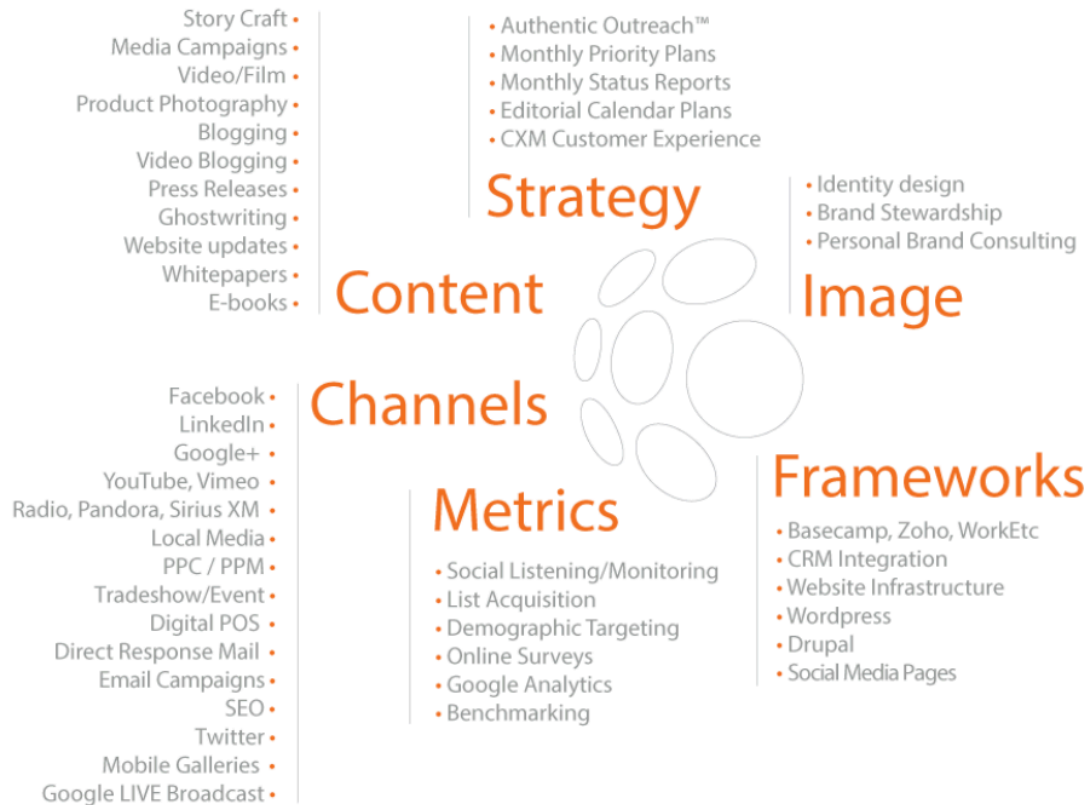 Story Craft •
Media Campaigns •
Video/Film •
Product Photography •
Blogging •
Video Blogging •
Press Releases •
Ghostwriting •
Website updates •
Whitepapers •
E-books •
Content
• Authentic Outreach™
• Monthly Priority Plans
• Monthly Status Reports
• Editorial Calendar Plans
• CXM Customer Experience
Strategy
• Identity design
• Brand Stewardship
• Personal Brand Consulting
Image
Channels
Facebook •
LinkedIn •
Google+ •
YouTube, Vimeo •
Radio, Pandora, Sirius XM •
Local Media •
PPC / PPM •
Tradeshow/Event •
Digital POS •
Direct Response Mail •
Email Campaigns •
SEO •
Twitter •
Mobile Galleries •
Google LIVE Broadcast •
Metrics
• Social Listening/Monitoring
• List Acquisition
• Demographic Targeting
• Online Surveys
• Google Analytics
• Benchmarking
Frameworks
• Basecamp, Zoho, WorkEtc
• CRM Integration
• Website Infrastructure
• Wordpress
• Drupal
• Social Media Pages